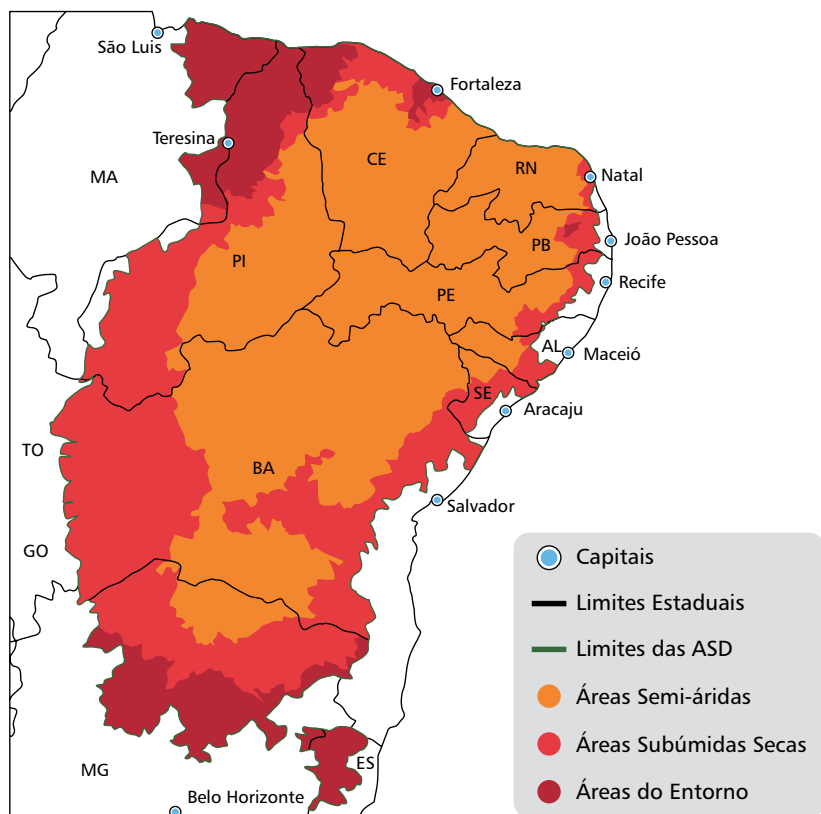 São Luis
Fortaleza
Teresina
CE
RN
MA
Natal
João Pessoa
PB
PI
Recife
PE
AL
Maceió
SE
Aracaju
TO
BA
Salvador
GO
Capitais
Limites Estaduais
Limites das ASD
Áreas Semi-áridas
Áreas Subúmidas Secas
Áreas do Entorno
ES
MG
Belo Horizonte